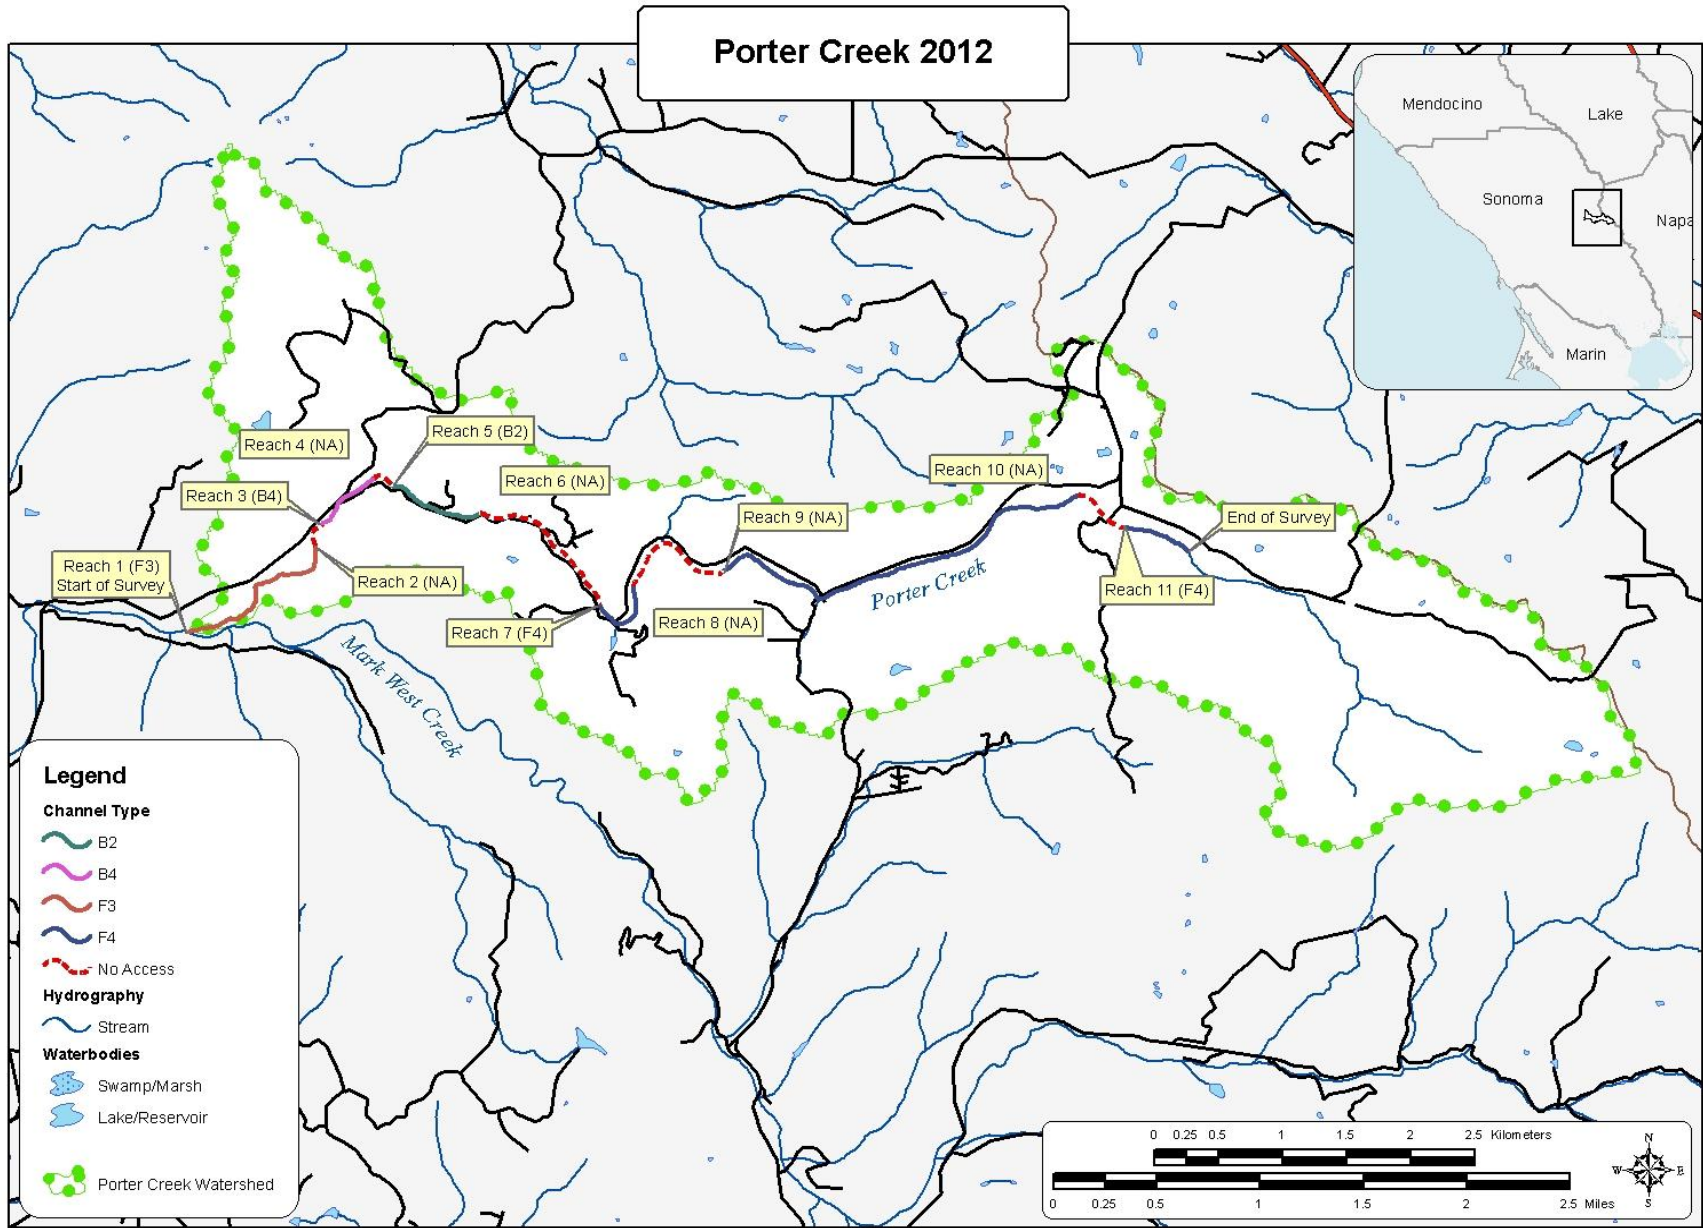 Porter Creek 2012
Mendocino
Lake
Sonoma
Napa
Marin
Reach 4 (NA)
Reach 5 (B2)
Reach 3 (B4)
Reach 6 (NA)
Reach 10 (NA)
Reach 9 (NA)
End of Survey
Reach 1 (F3)
Start of Survey
Reach 2 (NA)
Porter Creek
Reach 11 (F4)
Reach 7 (F4)
Reach 8 (NA)
Mark West Creek
Legend
Channel Type
B2
B4
F3
F4
No Access
Hydrography
Stream
Waterbodies
Swamp/Marsh
Lake/Reservoir
Porter Creek Watershed
0 0.25 0.5 1 1.5 2 2.5 Kilometers
0 0.25 0.5 1 1.5 2 2.5 Miles
N
W E
S